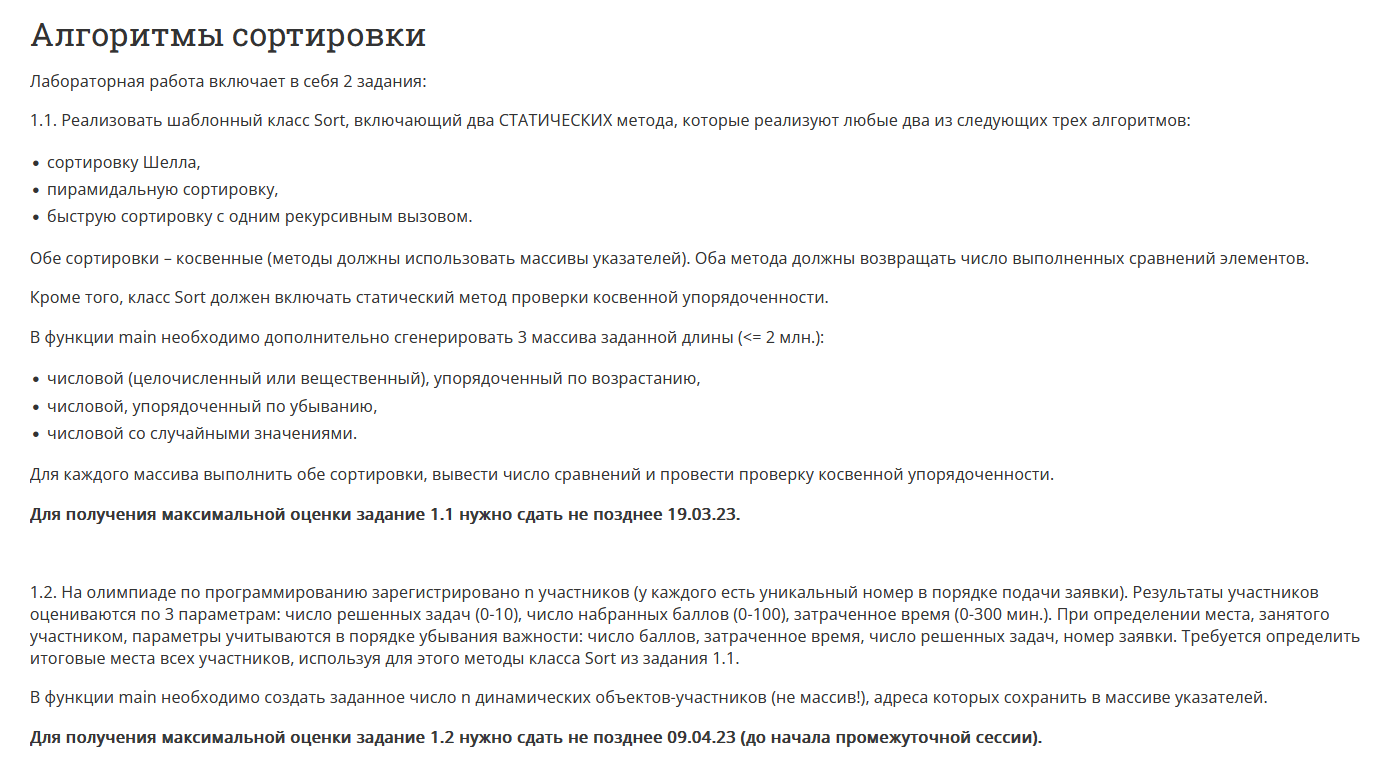 Алгоритмы сортировки
Лабораторная работа включает в себя 2 задания:
1.1. Реализовать шаблонный класс Sort, включающий два СТАТИЧЕСКИХ метода, которые реализуют любые два из следующих трех алгоритмов:
• сортировку Шелла,
• пирамидальную сортировку,
• быструю сортировку с одним рекурсивным вызовом.
Обе сортировки – косвенные (методы должны использовать массивы указателей). Оба метода должны возвращать число выполненных сравнений элементов.
Кроме того, класс Sort должен включать статический метод проверки косвенной упорядоченности.
В функции main необходимо дополнительно сгенерировать 3 массива заданной длины (<= 2 млн.):
• числовой (целочисленный или вещественный), упорядоченный по возрастанию,
• числовой, упорядоченный по убыванию,
• числовой со случайными значениями.
Для каждого массива выполнить обе сортировки, вывести число сравнений и провести проверку косвенной упорядоченности.
Для получения максимальной оценки задание 1.1 нужно сдать не позднее 19.03.23.
1.2. На олимпиаде по программированию зарегистрировано n участников (у каждого есть уникальный номер в порядке подачи заявки). Результаты участников
оцениваются по 3 параметрам: число решенных задач (0-10), число набранных баллов (0-100), затраченное время (0-300 мин.). При определении места, занятого
участником, параметры учитываются в порядке убывания важности: число баллов, затраченное время, число решенных задач, номер заявки. Требуется определить
итоговые места всех участников, используя для этого методы класса Sort из задания 1.1.
В функции main необходимо создать заданное число n динамических объектов-участников (не массив!), адреса которых сохранить в массиве указателей.
Для получения максимальной оценки задание 1.2 нужно сдать не позднее 09.04.23 (до начала промежуточной сессии).